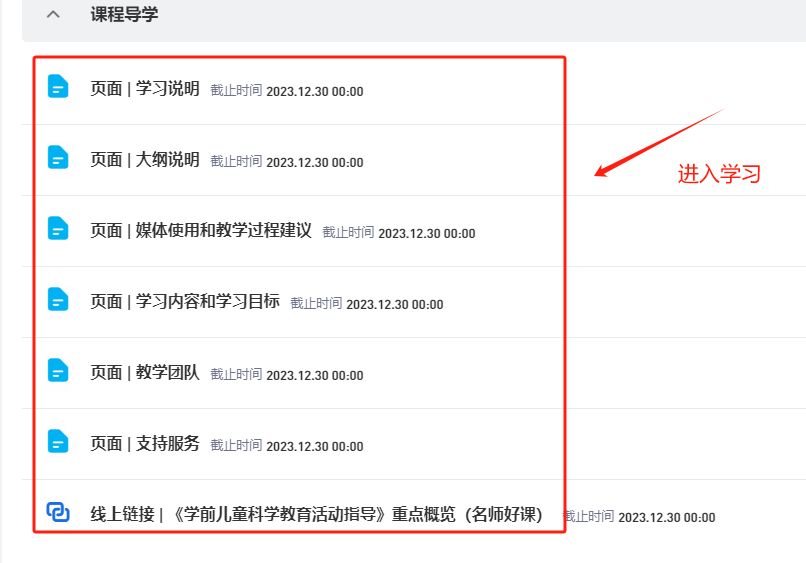 课程导学
页面 | 学习说明 截止时间 2023.12.30 00:00
页面 | 大纲说明 截止时间 2023.12.30 00:00
进入学习
页面 | 媒体使用和教学过程建议 截止时间 2023.12.30 00:00
页面 | 学习内容和学习目标 截止时间 2023.12.30 00:00
页面 | 教学团队 截止时间 2023.12.30 00:00
页面 | 支持服务 截止时间 2023.12.30 00:00
线上链接 | 《学前儿童科学教育活动指导》重点概览（名师好课） 截止时间 2023.12.30 00:00